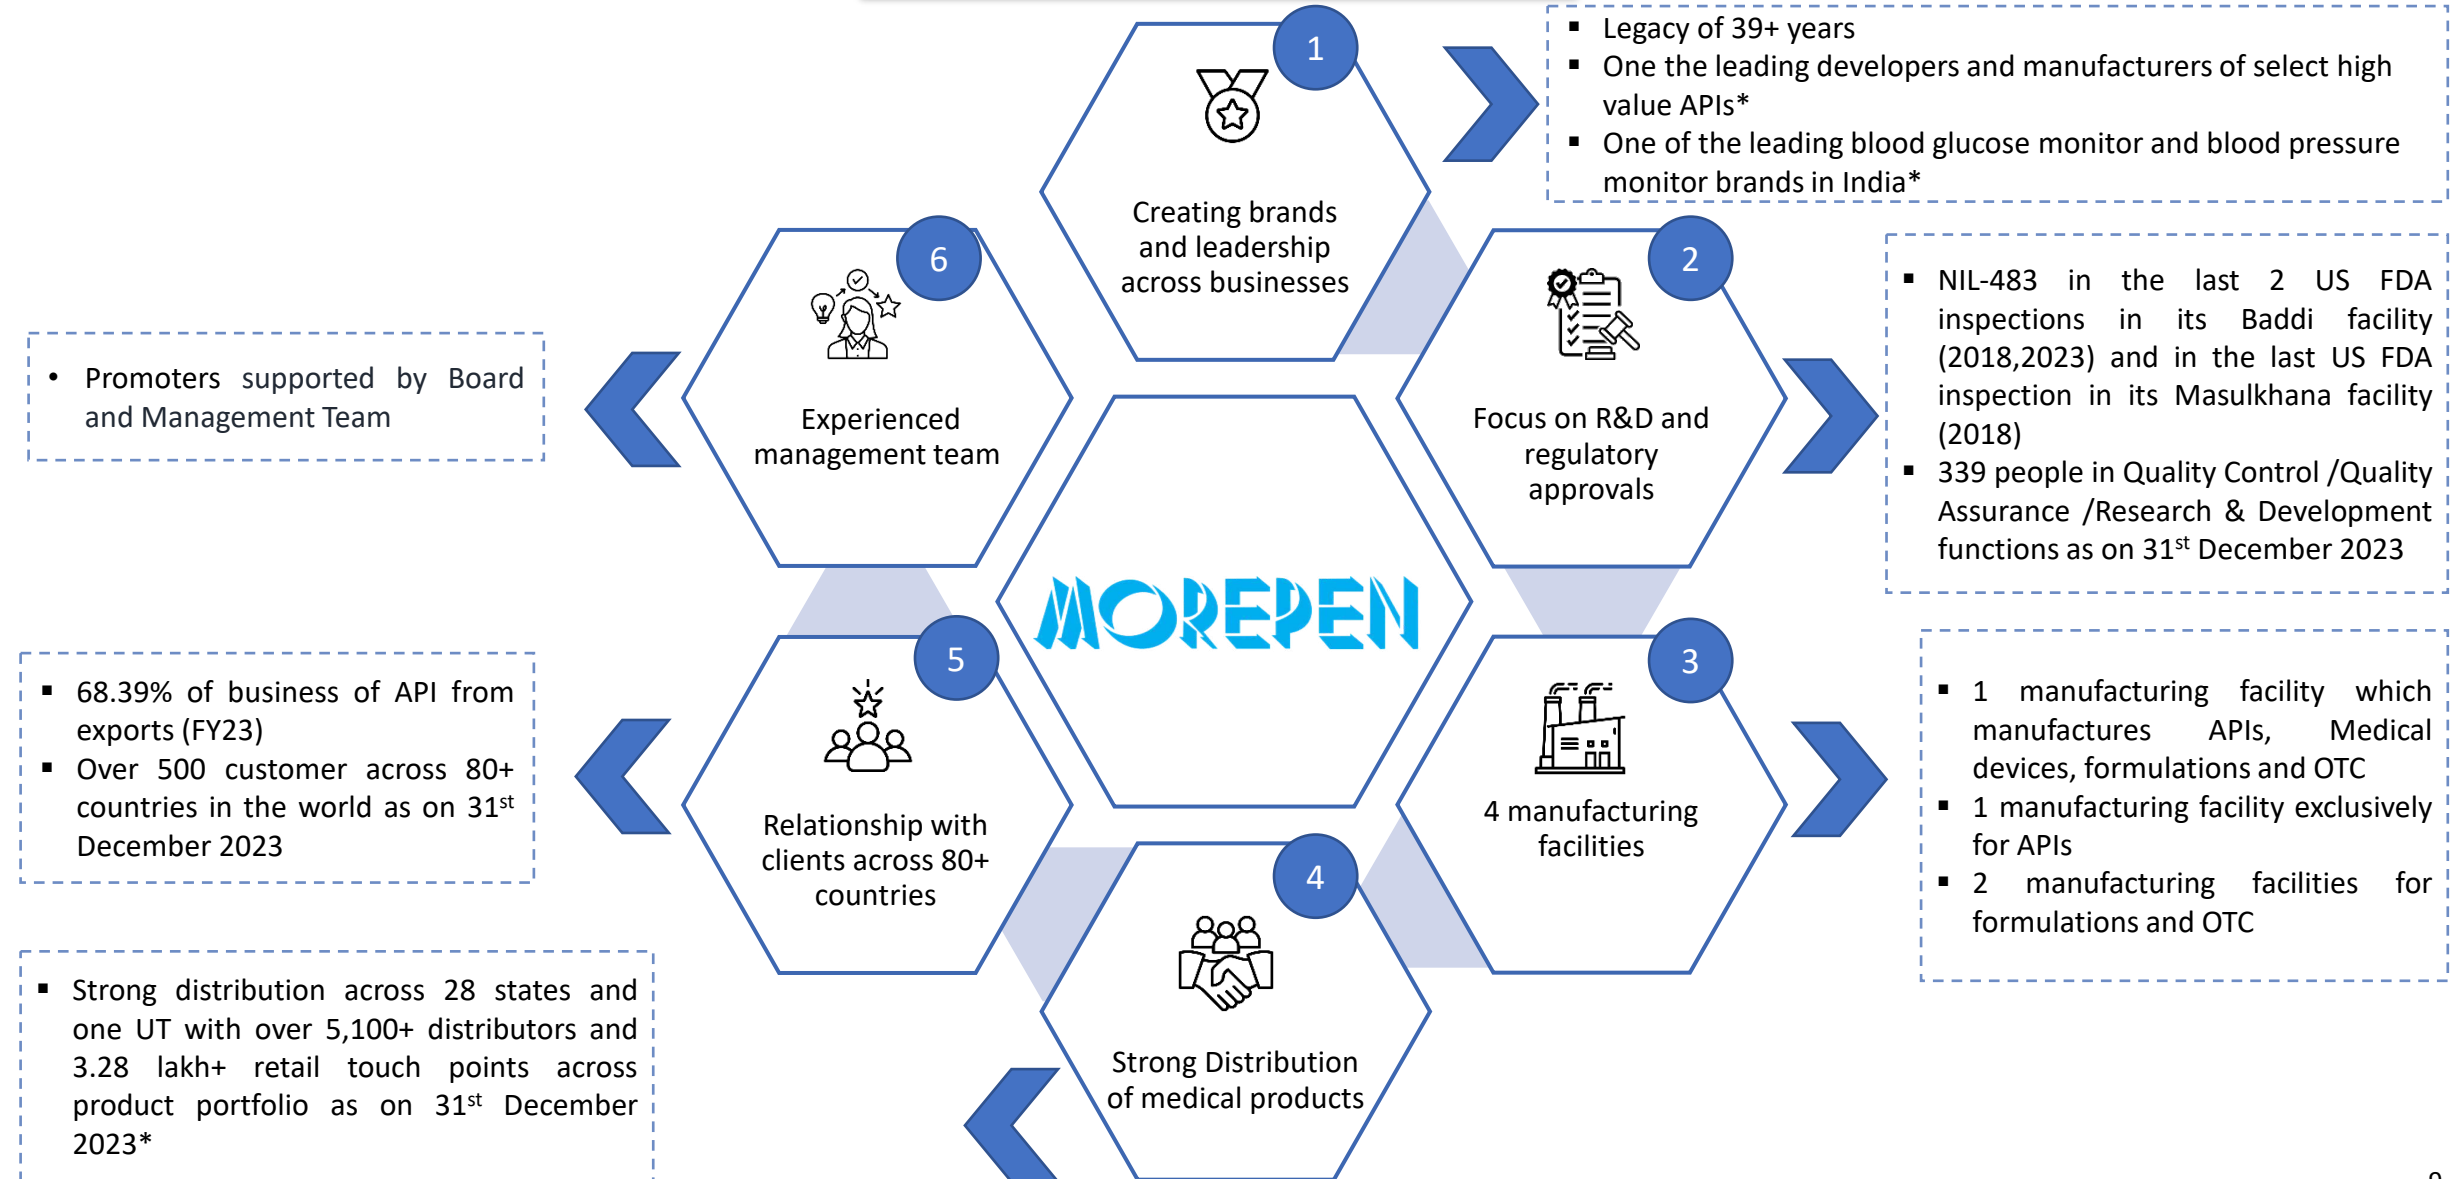 1
Creating brands
and leadership
across businesses
▪ Legacy of 39+ years
▪ One the leading developers and manufacturers of select high
value APIs*
▪ One of the leading blood glucose monitor and blood pressure
monitor brands in India*
2
Focus on R&D and
regulatory
approvals
▪ NIL-483 in the last 2 US FDA
inspections in its Baddi facility
(2018,2023) and in the last US FDA
inspection in its Masulkhana facility
(2018)
▪ 339 people in Quality Control /Quality
Assurance /Research & Development
functions as on 31st December 2023
3
4 manufacturing
facilities
▪ 1 manufacturing facility which
manufactures APIs, Medical
devices, formulations and OTC
▪ 1 manufacturing facility exclusively
for APIs
▪ 2 manufacturing facilities for
formulations and OTC
4
Strong Distribution
of medical products
▪ Strong distribution across 28 states and
one UT with over 5,100+ distributors and
3.28 lakh+ retail touch points across
product portfolio as on 31st December
2023*
5
Relationship with
clients across 80+
countries
▪ 68.39% of business of API from
exports (FY23)
▪ Over 500 customer across 80+
countries in the world as on 31st
December 2023
6
Experienced
management team
• Promoters supported by Board
and Management Team
MOREPEN